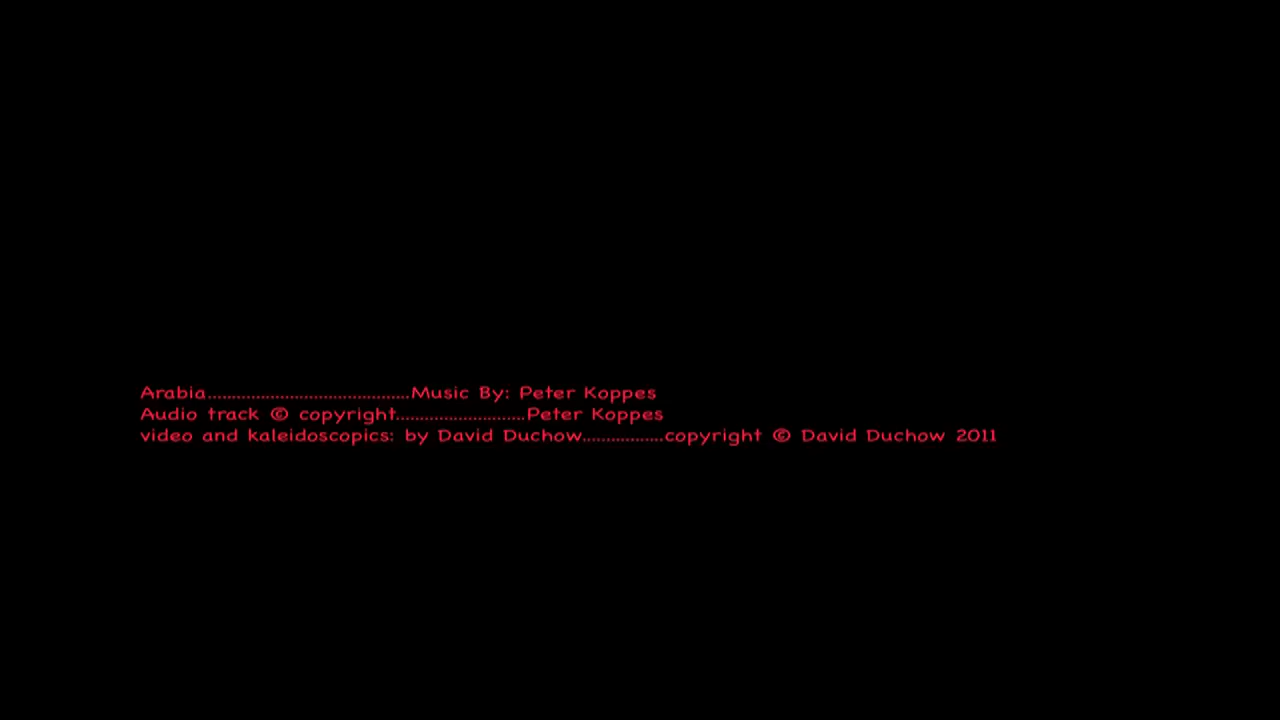 Arabia..........................................Music By: Peter Koppes
Audio track © copyright...........................Peter Koppes
video and kaleidoscopics: by David Duchow.................copyright © David Duchow 2011